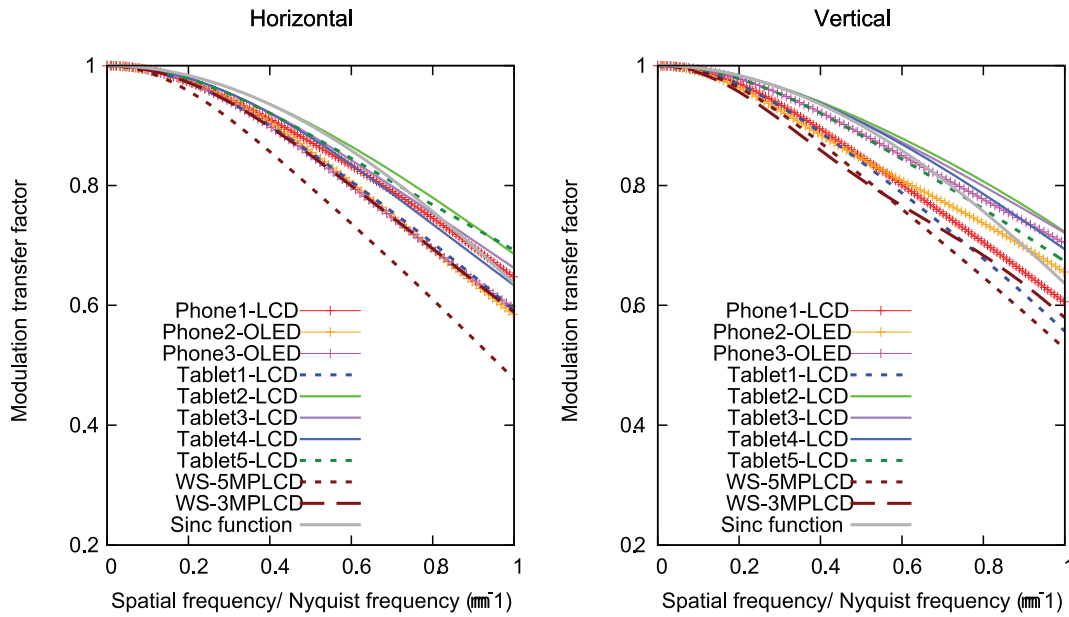 Horizontal
Modulation transfer factor
1
0.8
0.6
0.4
0.2
Phone1-LCD
Phone2-OLED
Phone3-OLED
Tablet1-LCD
Tablet2-LCD
Tablet3-LCD
Tablet4-LCD
Tablet5-LCD
WS-5MPLCD
WS-3MPLCD
Sinc function
0 0.2 0.4 0.6 0.8 1
Spatial frequency/ Nyquist frequency (㎜⁻1)
Vertical
Modulation transfer factor
1
0.8
0.6
0.4
0.2
Phone1-LCD
Phone2-OLED
Phone3-OLED
Tablet1-LCD
Tablet2-LCD
Tablet3-LCD
Tablet4-LCD
Tablet5-LCD
WS-5MPLCD
WS-3MPLCD
Sinc function
0 0.2 0.4 0.6 0.8 1
Spatial frequency/ Nyquist frequency (㎜⁻1)